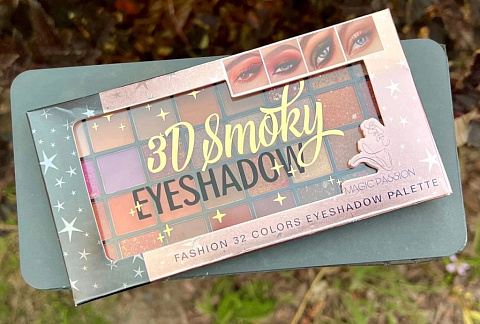 3D Smoky
EYESHADOW
MAGIC PASSION
FASHION 32 COLORS EYESHADOW PALETTE